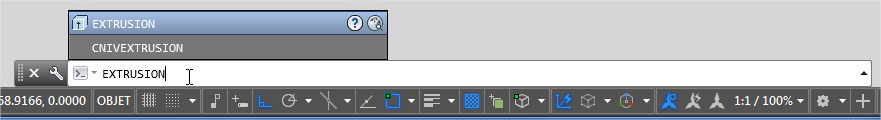 EXTRUSION
CNIVEXTRUSION
EXTRUSION
68.9166, 0.0000 OBJET 1:1 / 100%